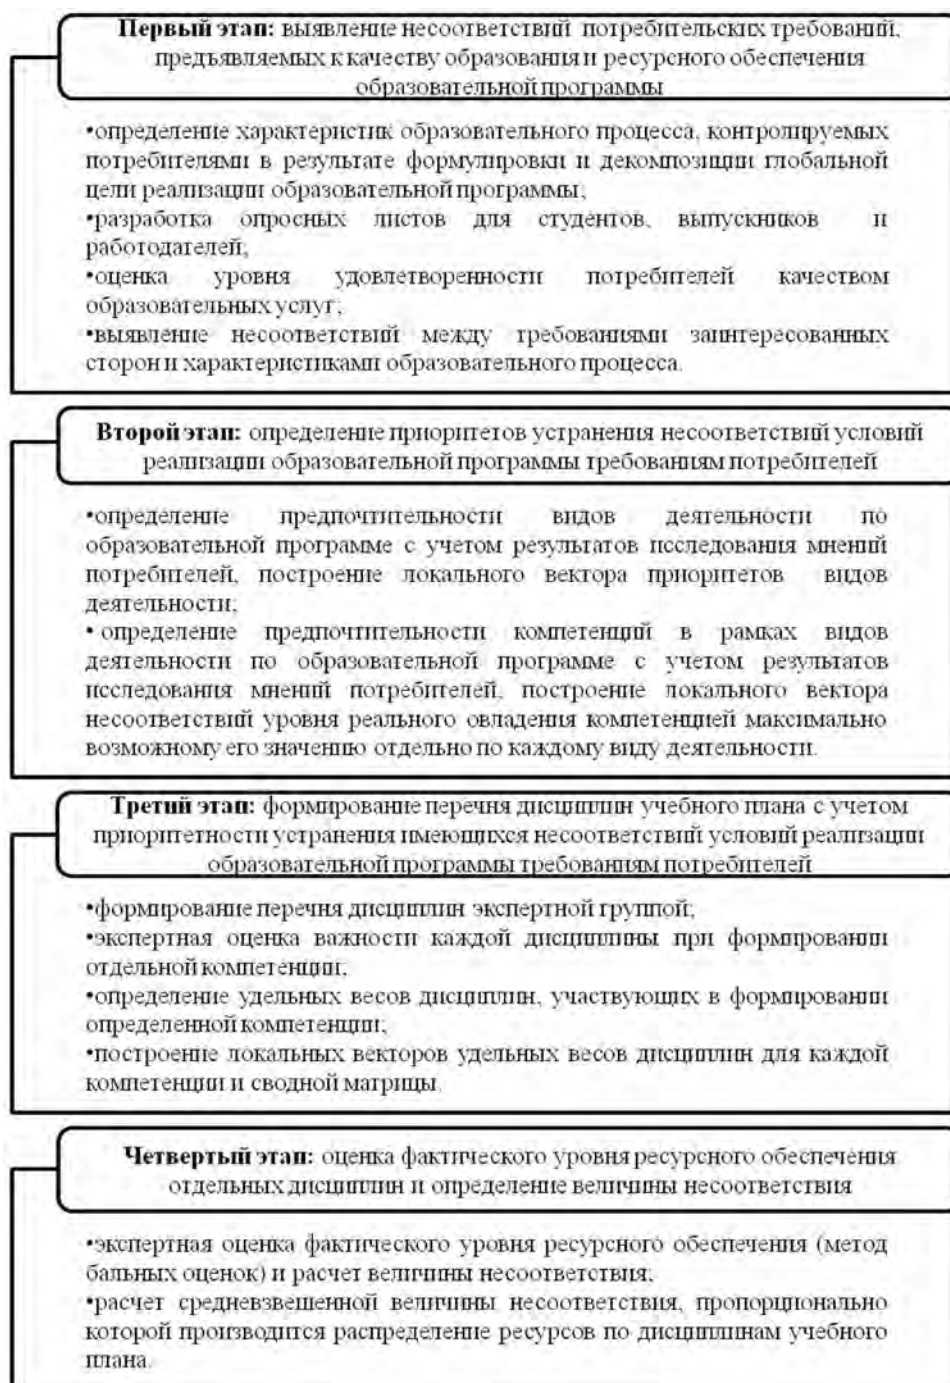 Первый этап: выявление несоответствий потребительских требований,
предъявляемых к качеству образования и ресурсного обеспечения
образовательной программы
•определение характеристик образовательного процесса, контролируемых
потребителями в результате формулировки и декомпозиции глобальной
цели реализации образовательной программы;
•разработка опросных листов для студентов, выпускников и
работодателей;
•оценка уровня удовлетворенности потребителей качеством
образовательных услуг;
•выявление несоответствий между требованиями заинтересованных
сторон и характеристиками образовательного процесса.
Второй этап: определение приоритетов устранения несоответствий условий
реализации образовательной программы требованиям потребителей
•определение предпочтительности видов деятельности по
образовательной программе с учетом результатов исследования мнений
потребителей, построение локального вектора приоритетов видов
деятельности;
• определение предпочтительности компетенций в рамках видов
деятельности по образовательной программе с учетом результатов
исследования мнений потребителей, построение локального вектора
несоответствий уровня реального овладения компетенцией максимально
возможному его значению отдельно по каждому виду деятельности.
Третий этап: формирование перечня дисциплин учебного плана с учетом
приоритетности устранения имеющихся несоответствий условий реализации
образовательной программы требованиям потребителей
•формирование перечня дисциплин экспертной группой;
•экспертная оценка важности каждой дисциплины при формировании
отдельной компетенции;
•определение удельных весов дисциплин, участвующих в формировании
определенной компетенции;
•построение локальных векторов удельных весов дисциплин для каждой
компетенции и сводной матрицы.
Четвертый этап: оценка фактического уровня ресурсного обеспечения
отдельных дисциплин и определение величины несоответствия
•экспертная оценка фактического уровня ресурсного обеспечения (метод
бальных оценок) и расчет величины несоответствия;
•расчет средневзвешенной величины несоответствия, пропорционально
которой производится распределение ресурсов по дисциплинам учебного
плана.